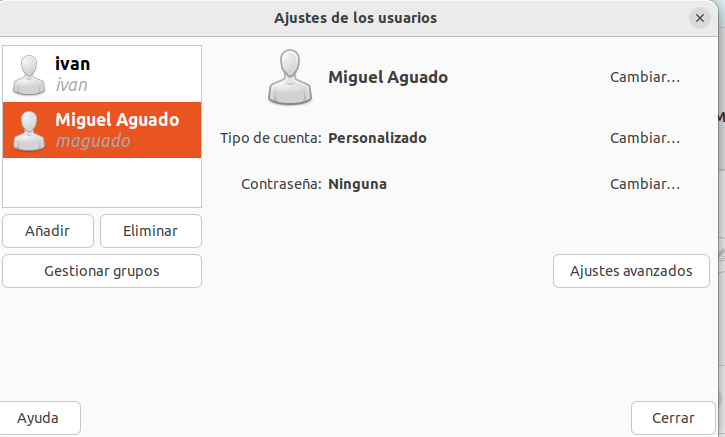 Ajustes de los usuarios
ivan
ivan
Miguel Aguado
maguado
Añadir
Eliminar
Gestionar grupos
Miguel Aguado
Cambiar...
Tipo de cuenta: Personalizado
Cambiar...
Contraseña: Ninguna
Cambiar...
Ajustes avanzados
Ayuda
Cerrar